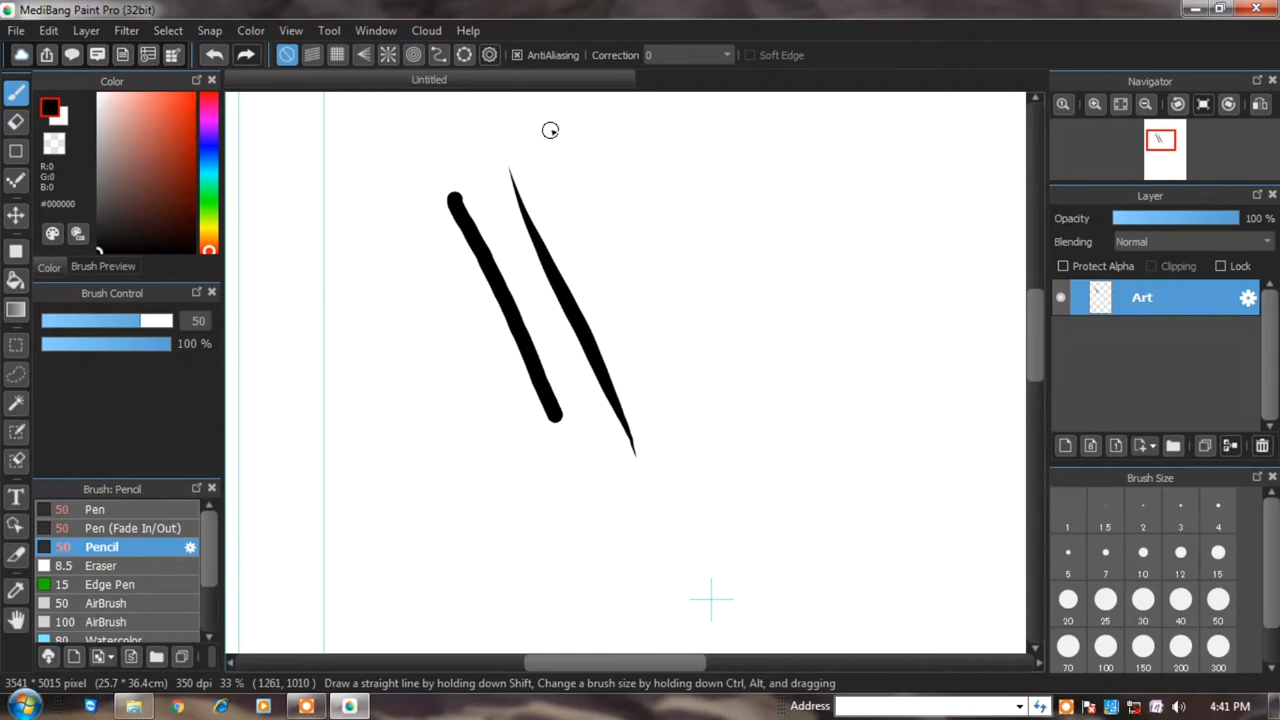 MediBang Paint Pro (32bit)
File Edit Layer Filter Select Snap Color View Tool Window Cloud Help
AntiAliasing Correction 0 Soft Edge
Color Untitled Navigator
R:0
G:0
B:0
#000000
Color Brush Preview
Brush Control
50
100 %
Brush: Pencil
50 Pen
50 Pen (Fade In/Out)
50 Pencil
8.5 Eraser
15 Edge Pen
50 AirBrush
100 AirBrush
80 Watercolor
Layer
Opacity 100 %
Blending Normal
Protect Alpha Clipping Lock
Art
Brush Size
1 1.5 2 3 4
5 7 10 12 15
20 25 30 40 50
70 100 150 200 300
3541 * 5015 pixel (25.7 * 36.4cm) 350 dpi 33 % (1261, 1010) Draw a straight line by holding down Shift, Change a brush size by holding down Ctrl, Alt, and dragging
Address 4:41 PM